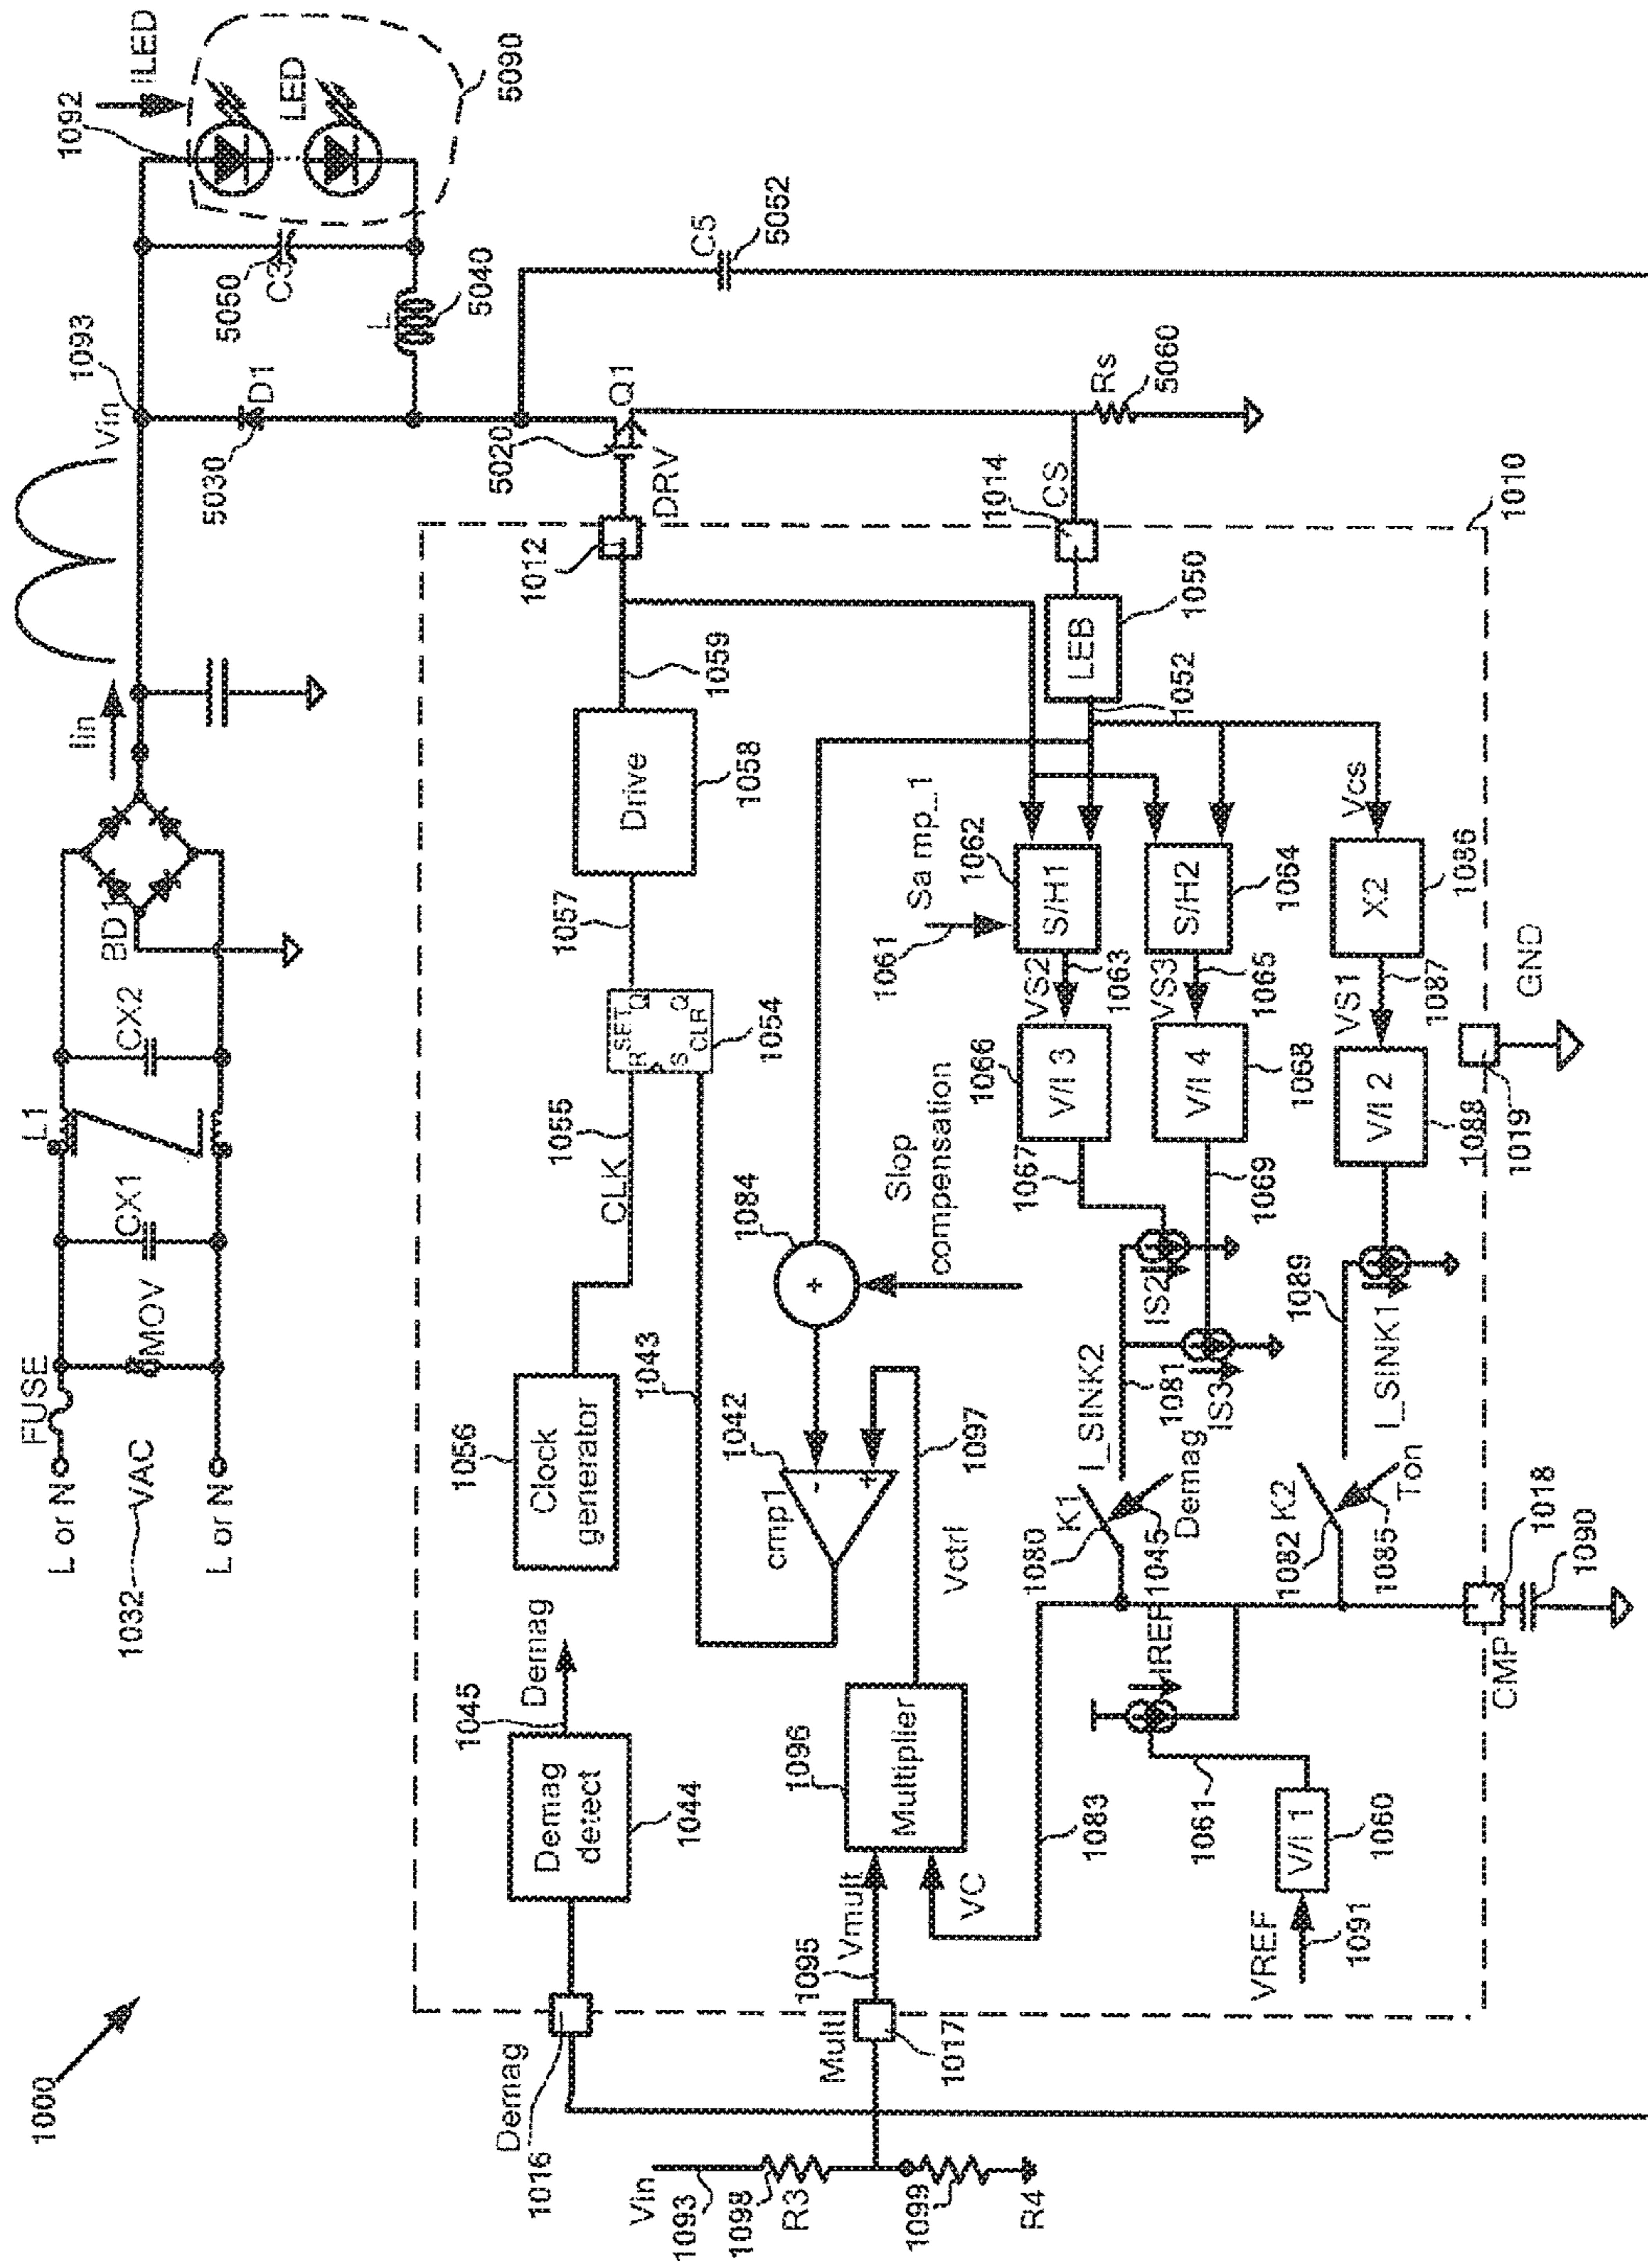 1000
L or N
FUSE
L1
CX1
CX2
MOV
1032
VAC
L or N
BD1
Iin
Vin
1093
1092
ILED
LED
5090
5050
C3
L
5040
5030
D1
5020
Q1
C5
5052
DRV
1012
CS
1014
Rs
5060
1010
Demag
1016
Demag
detect
1044
1045
Demag
1056
Clock
generator
CLK
1055
SET
R
Q
S
CLR
Q
1054
1057
Drive
1058
1059
LEB
1050
1052
1043
1084
+
Slop
compensation
cmp1
1042
-
+
1097
Vctrl
1096
Multiplier
Vmult
1095
Multi
1017
VC
1083
Vin
1093
1098
R3
1099
R4
Sa mp_1
1061
1062
S/H1
S/H2
1064
Vcs
X2
1086
VS2
1063
VS3
1065
VS1
1087
1066
V/I 3
V/I 4
1068
V/I 2
1088
1067
1069
IS2
IS3
I_SINK2
1081
1089
I_SINK1
K1
1080
1045
Demag
K2
1082
1085
Ton
IREF
1061
V/I 1
1060
VREF
1091
CMP
1018
1090
1019
GND